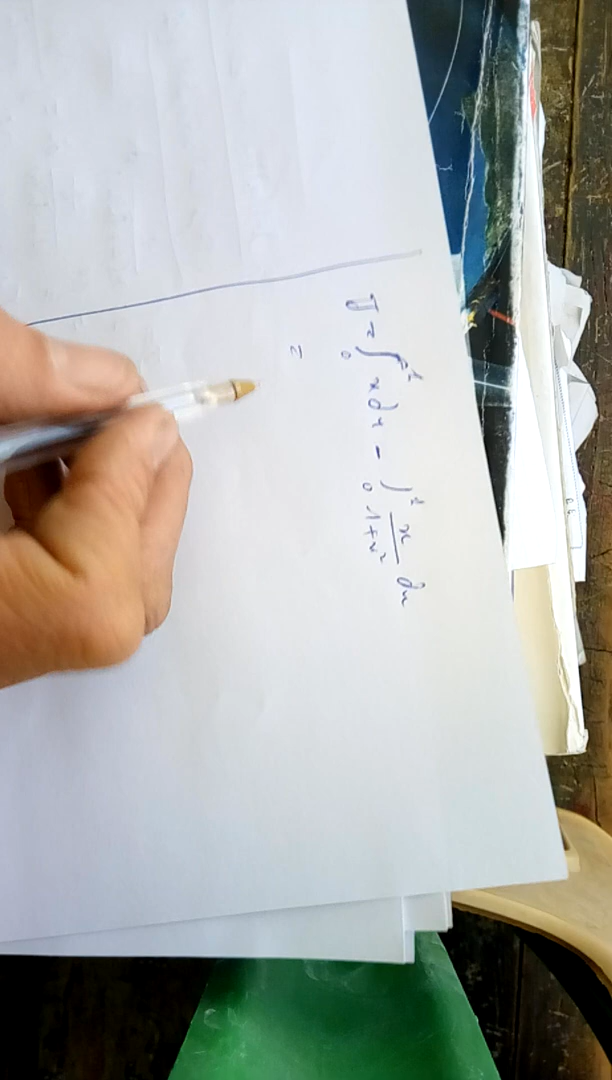 J = ∫₀¹ x dx - ∫₀¹ x/(1+x²) dx
=